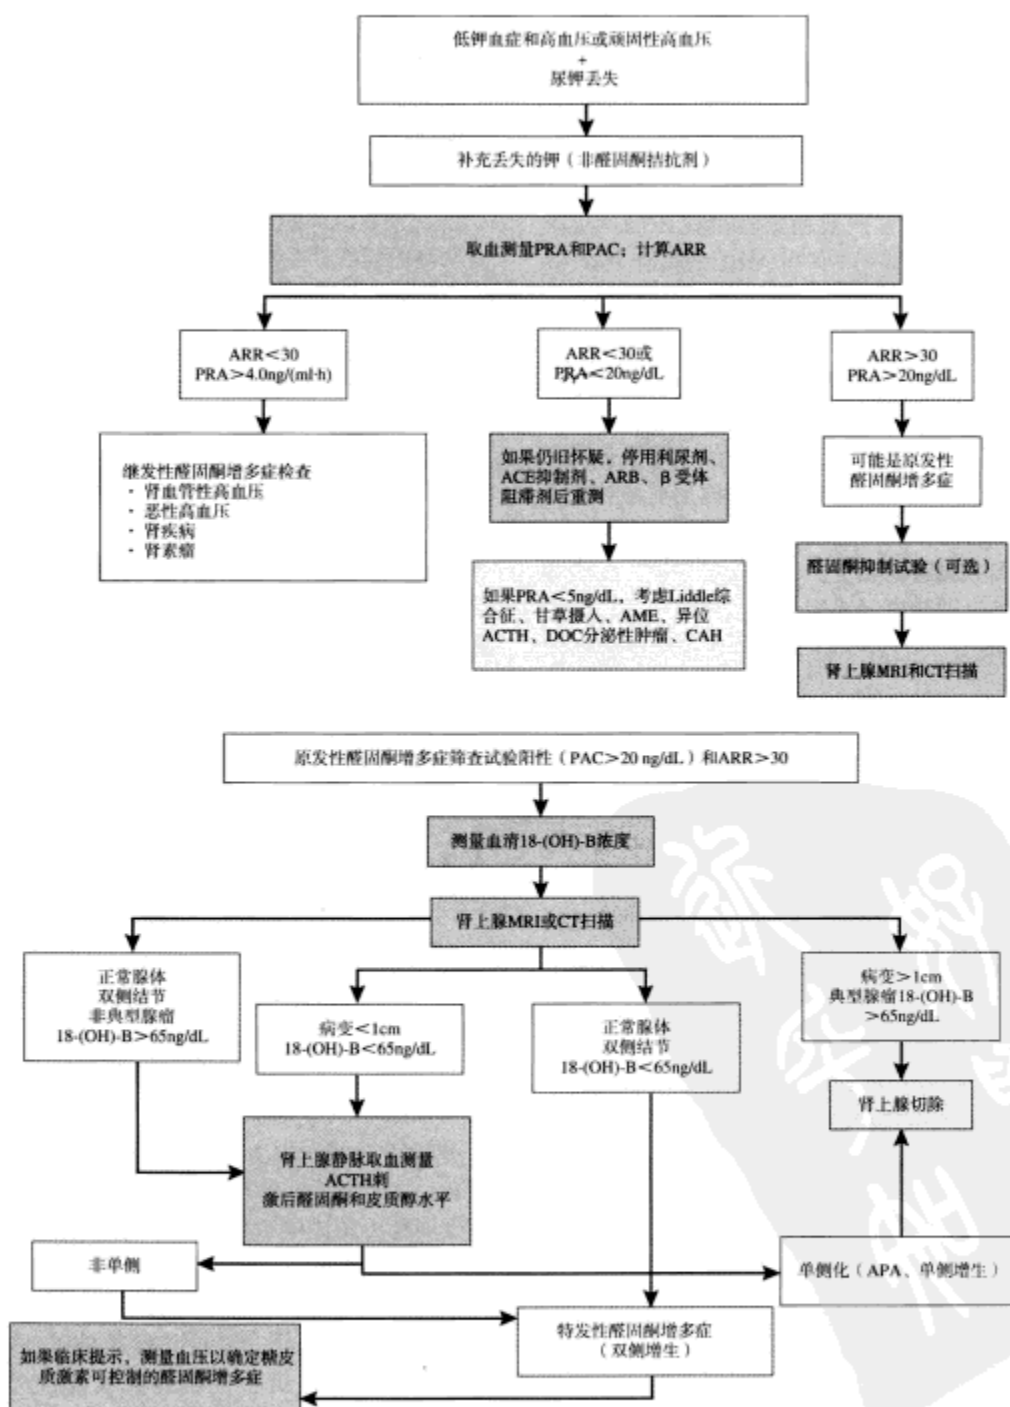 低钾血症和高血压或顽固性高血压
+
尿钾丢失
补充丢失的钾（非醛固酮拮抗剂）
取血测量PRA和PAC；计算ARR
ARR＜30
PRA＞4.0ng/(ml·h)
ARR＜30或
PRA＜20ng/dL
ARR＞30
PRA＞20ng/dL
继发性醛固酮增多症检查
· 肾血管性高血压
· 恶性高血压
· 肾疾病
· 肾素瘤
如果仍旧怀疑，停用利尿剂、
ACE抑制剂、ARB、β受体
阻滞剂后重测
可能是原发性
醛固酮增多症
醛固酮抑制试验（可选）
如果PRA＜5ng/dL，考虑Liddle综
合征、甘草摄人、AME、异位
ACTH、DOC分泌性肿瘤、CAH
肾上腺MRI和CT扫描
原发性醛固酮增多症筛查试验阳性（PAC＞20 ng/dL）和ARR＞30
测量血清18-(OH)-B浓度
肾上腺MRI或CT扫描
正常腺体
双侧结节
非典型腺瘤
18-(OH)-B＞65ng/dL
病变＜1cm
18-(OH)-B＜65ng/dL
正常腺体
双侧结节
18-(OH)-B＜65ng/dL
病变＞1cm
典型腺瘤18-(OH)-B
＞65ng/dL
肾上腺切除
肾上腺静脉取血测量
ACTH刺
激后醛固酮和皮质醇水平
非单侧
单侧化（APA、单侧增生）
特发性醛固酮增多症
（双侧增生）
如果临床提示，测量血压以确定糖皮
质激素可控制的醛固酮增多症